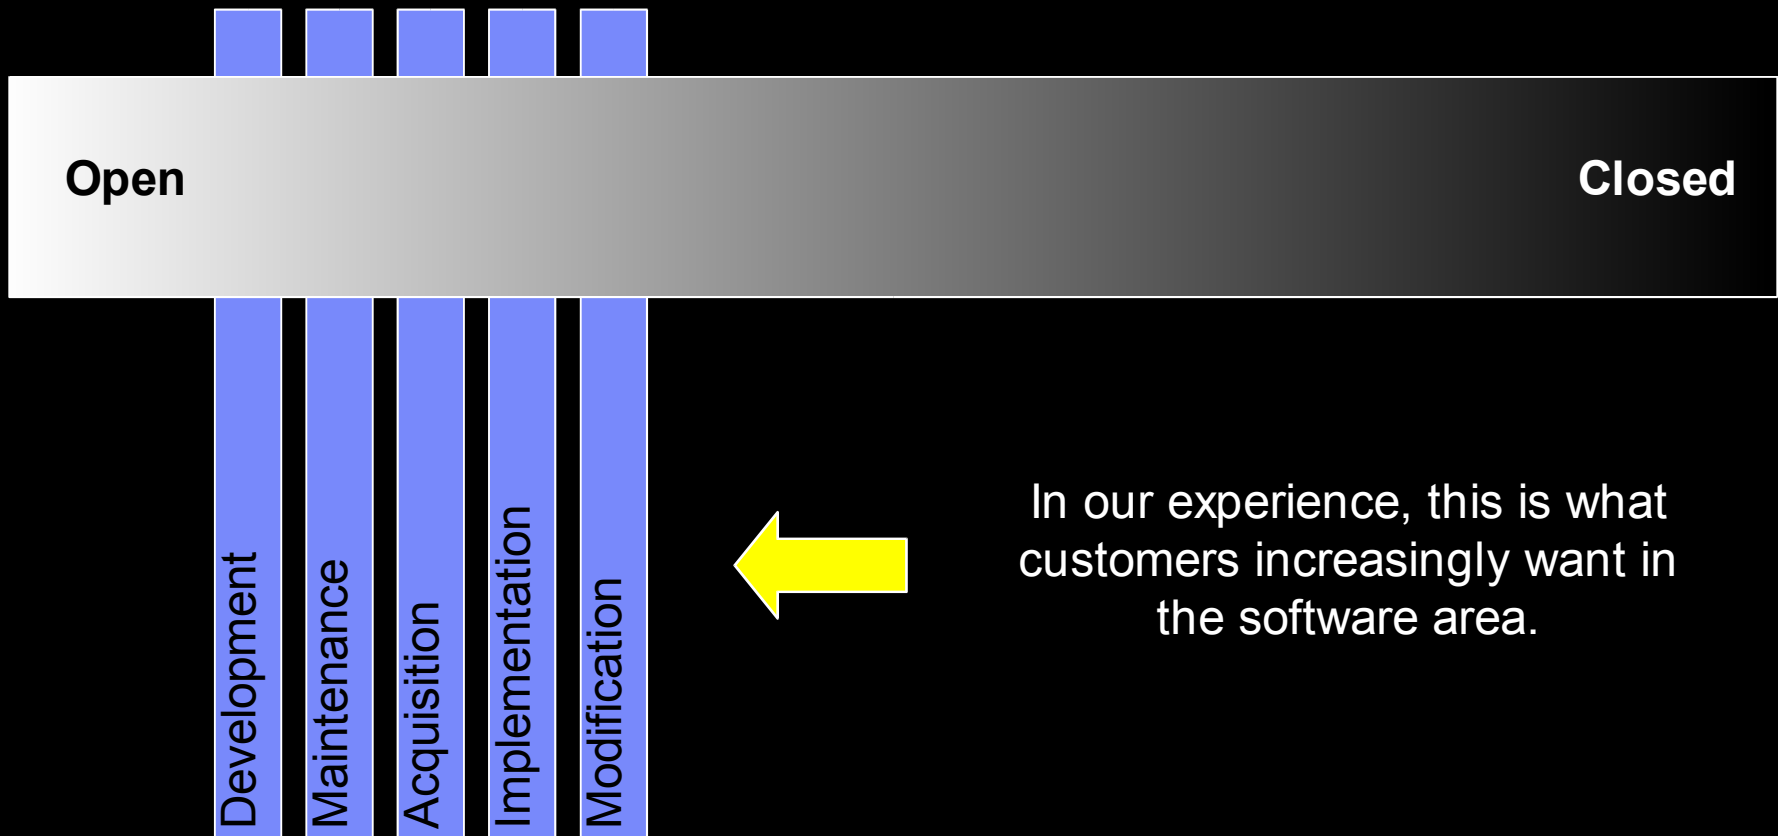 Open
Closed
Development
Maintenance
Acquisition
Implementation
Modification
In our experience, this is what
customers increasingly want in
the software area.